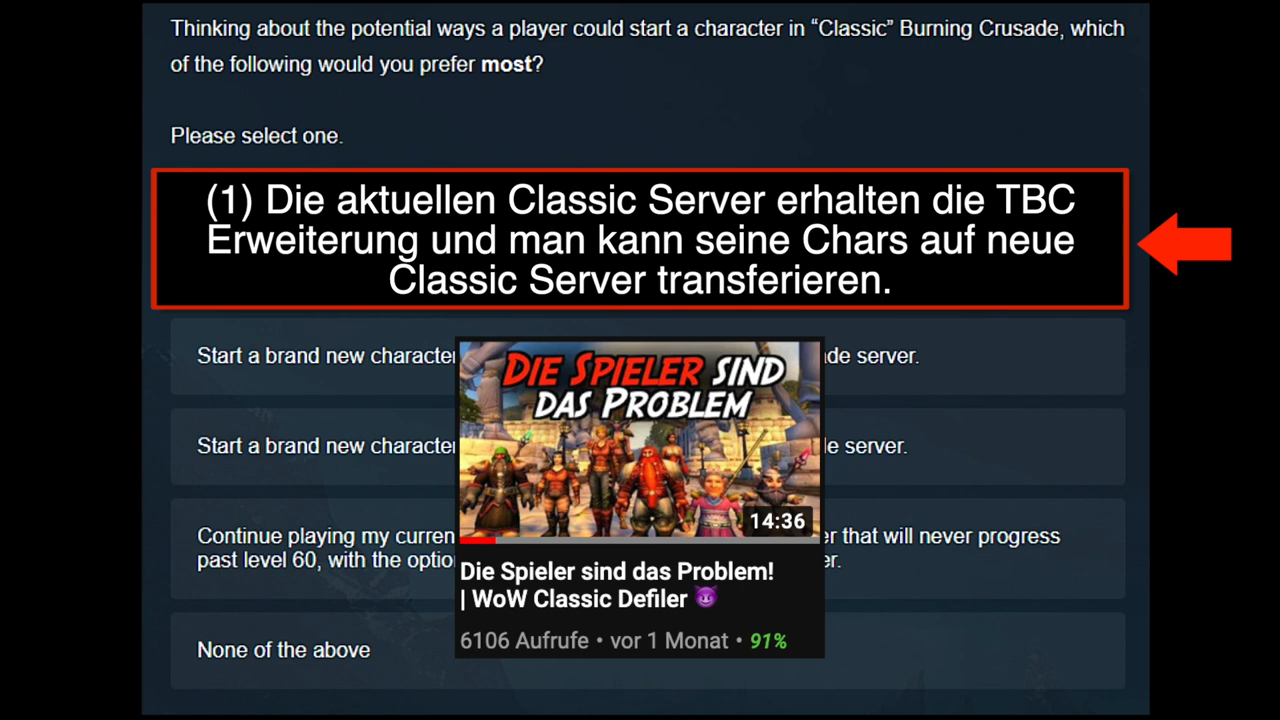 Thinking about the potential ways a player could start a character in “Classic” Burning Crusade, which
of the following would you prefer most?
Please select one.
(1) Die aktuellen Classic Server erhalten die TBC
Erweiterung und man kann seine Chars auf neue
Classic Server transferieren.
Start a brand new character de server.
Start a brand new character e server.
Continue playing my curren r that will never progress
past level 60, with the optio er.
None of the above
DIE SPIELER SIND
DAS PROBLEM
14:36
Die Spieler sind das Problem!
| WoW Classic Defiler 😈
6106 Aufrufe • vor 1 Monat • 91%